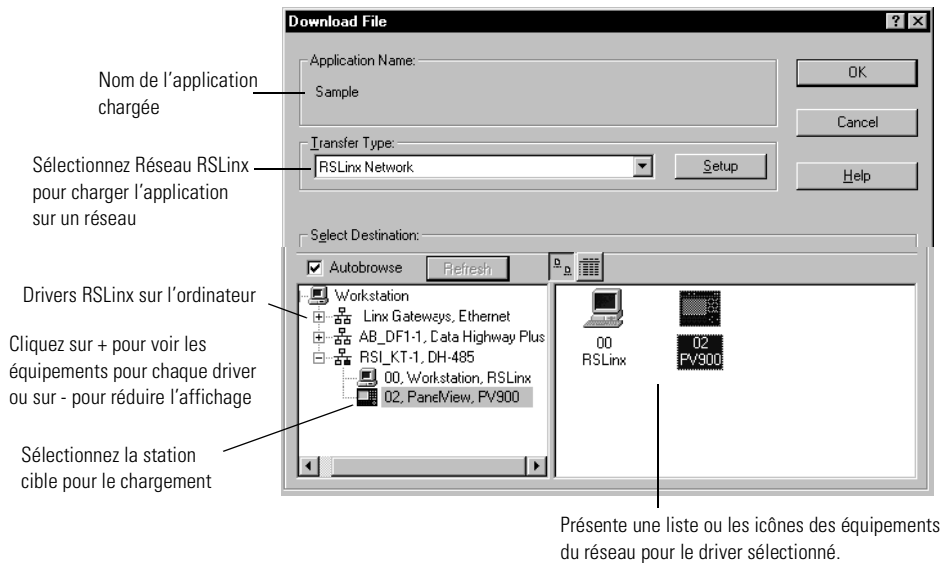 Download File
Application Name:
Sample
OK
Cancel
Help
Transfer Type:
RSLinx Network
Setup
Select Destination:
Autobrowse
Refresh
Workstation
Linx Gateways, Ethernet
AB_DF1-1, Data Highway Plus
RSI_KT-1, DH-485
00, Workstation, RSLinx
02, PanelView, PV900
00
RSLinx
02
PV900
Nom de l'application
chargée
Sélectionnez Réseau RSLinx
pour charger l'application
sur un réseau
Drivers RSLinx sur l'ordinateur
Cliquez sur + pour voir les
équipements pour chaque driver
ou sur - pour réduire l'affichage
Sélectionnez la station
cible pour le chargement
Présente une liste ou les icônes des équipements
du réseau pour le driver sélectionné.